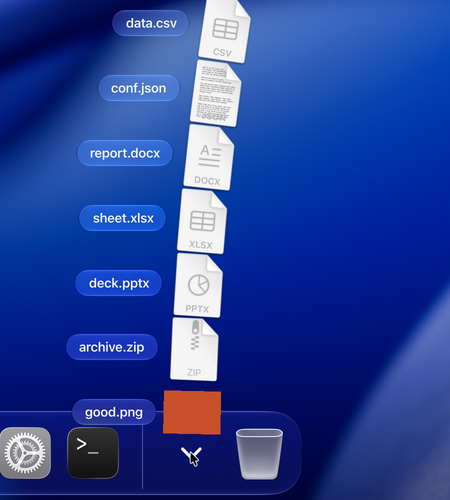 data.csv
CSV
conf.json
JSON
report.docx
DOCX
sheet.xlsx
XLSX
deck.pptx
PPTX
archive.zip
ZIP
good.png
>_